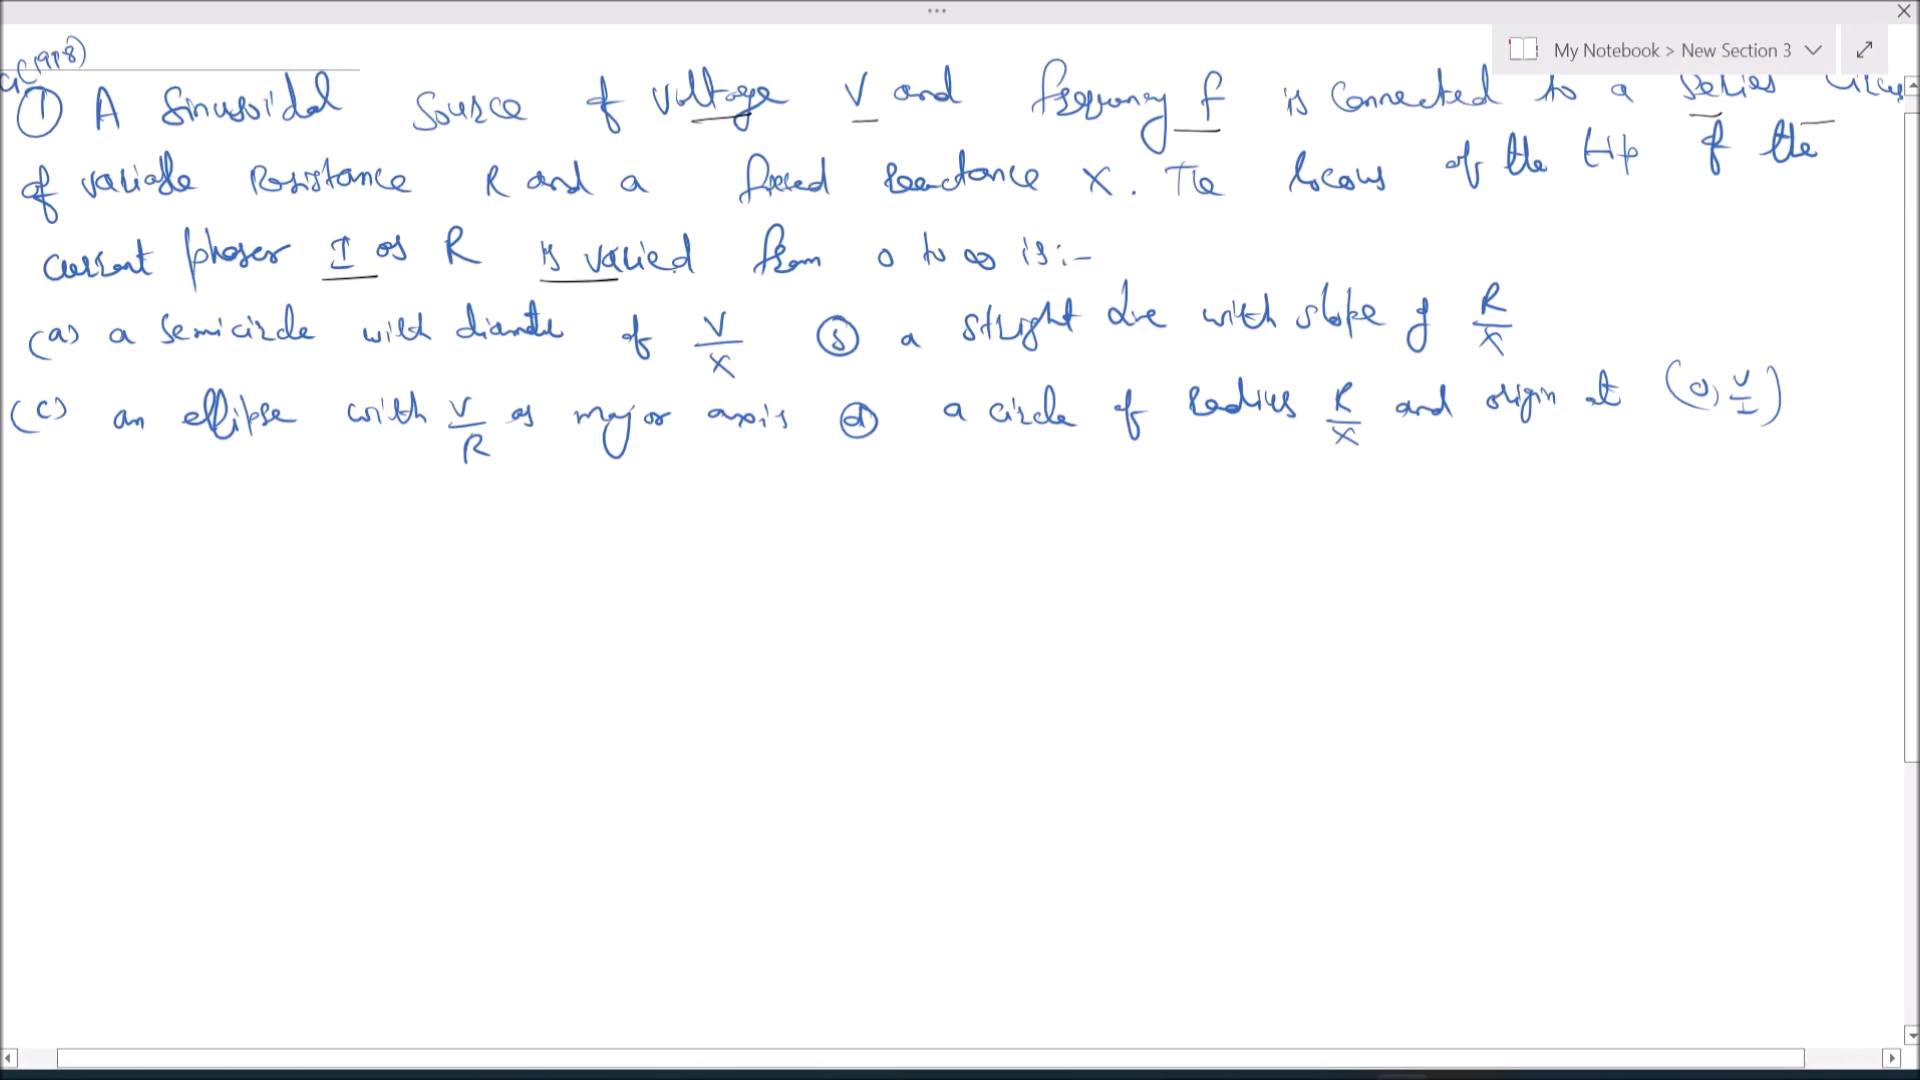 My Notebook > New Section 3
G(1998)
① A Sinusoidal Source of voltage V and frequency f is Connected to a series
of variable Resistance R and a fixed Reactance X. The locus of the tip of the
current phaser I as R is varied from 0 to ∞ is:-
(a) a semicircle with diamete of V/X ⓑ a straight line with slope of R/X
(c) an ellipse with V/R as major axis ⓓ a circle of Radius R/X and origin at (0, V/I)